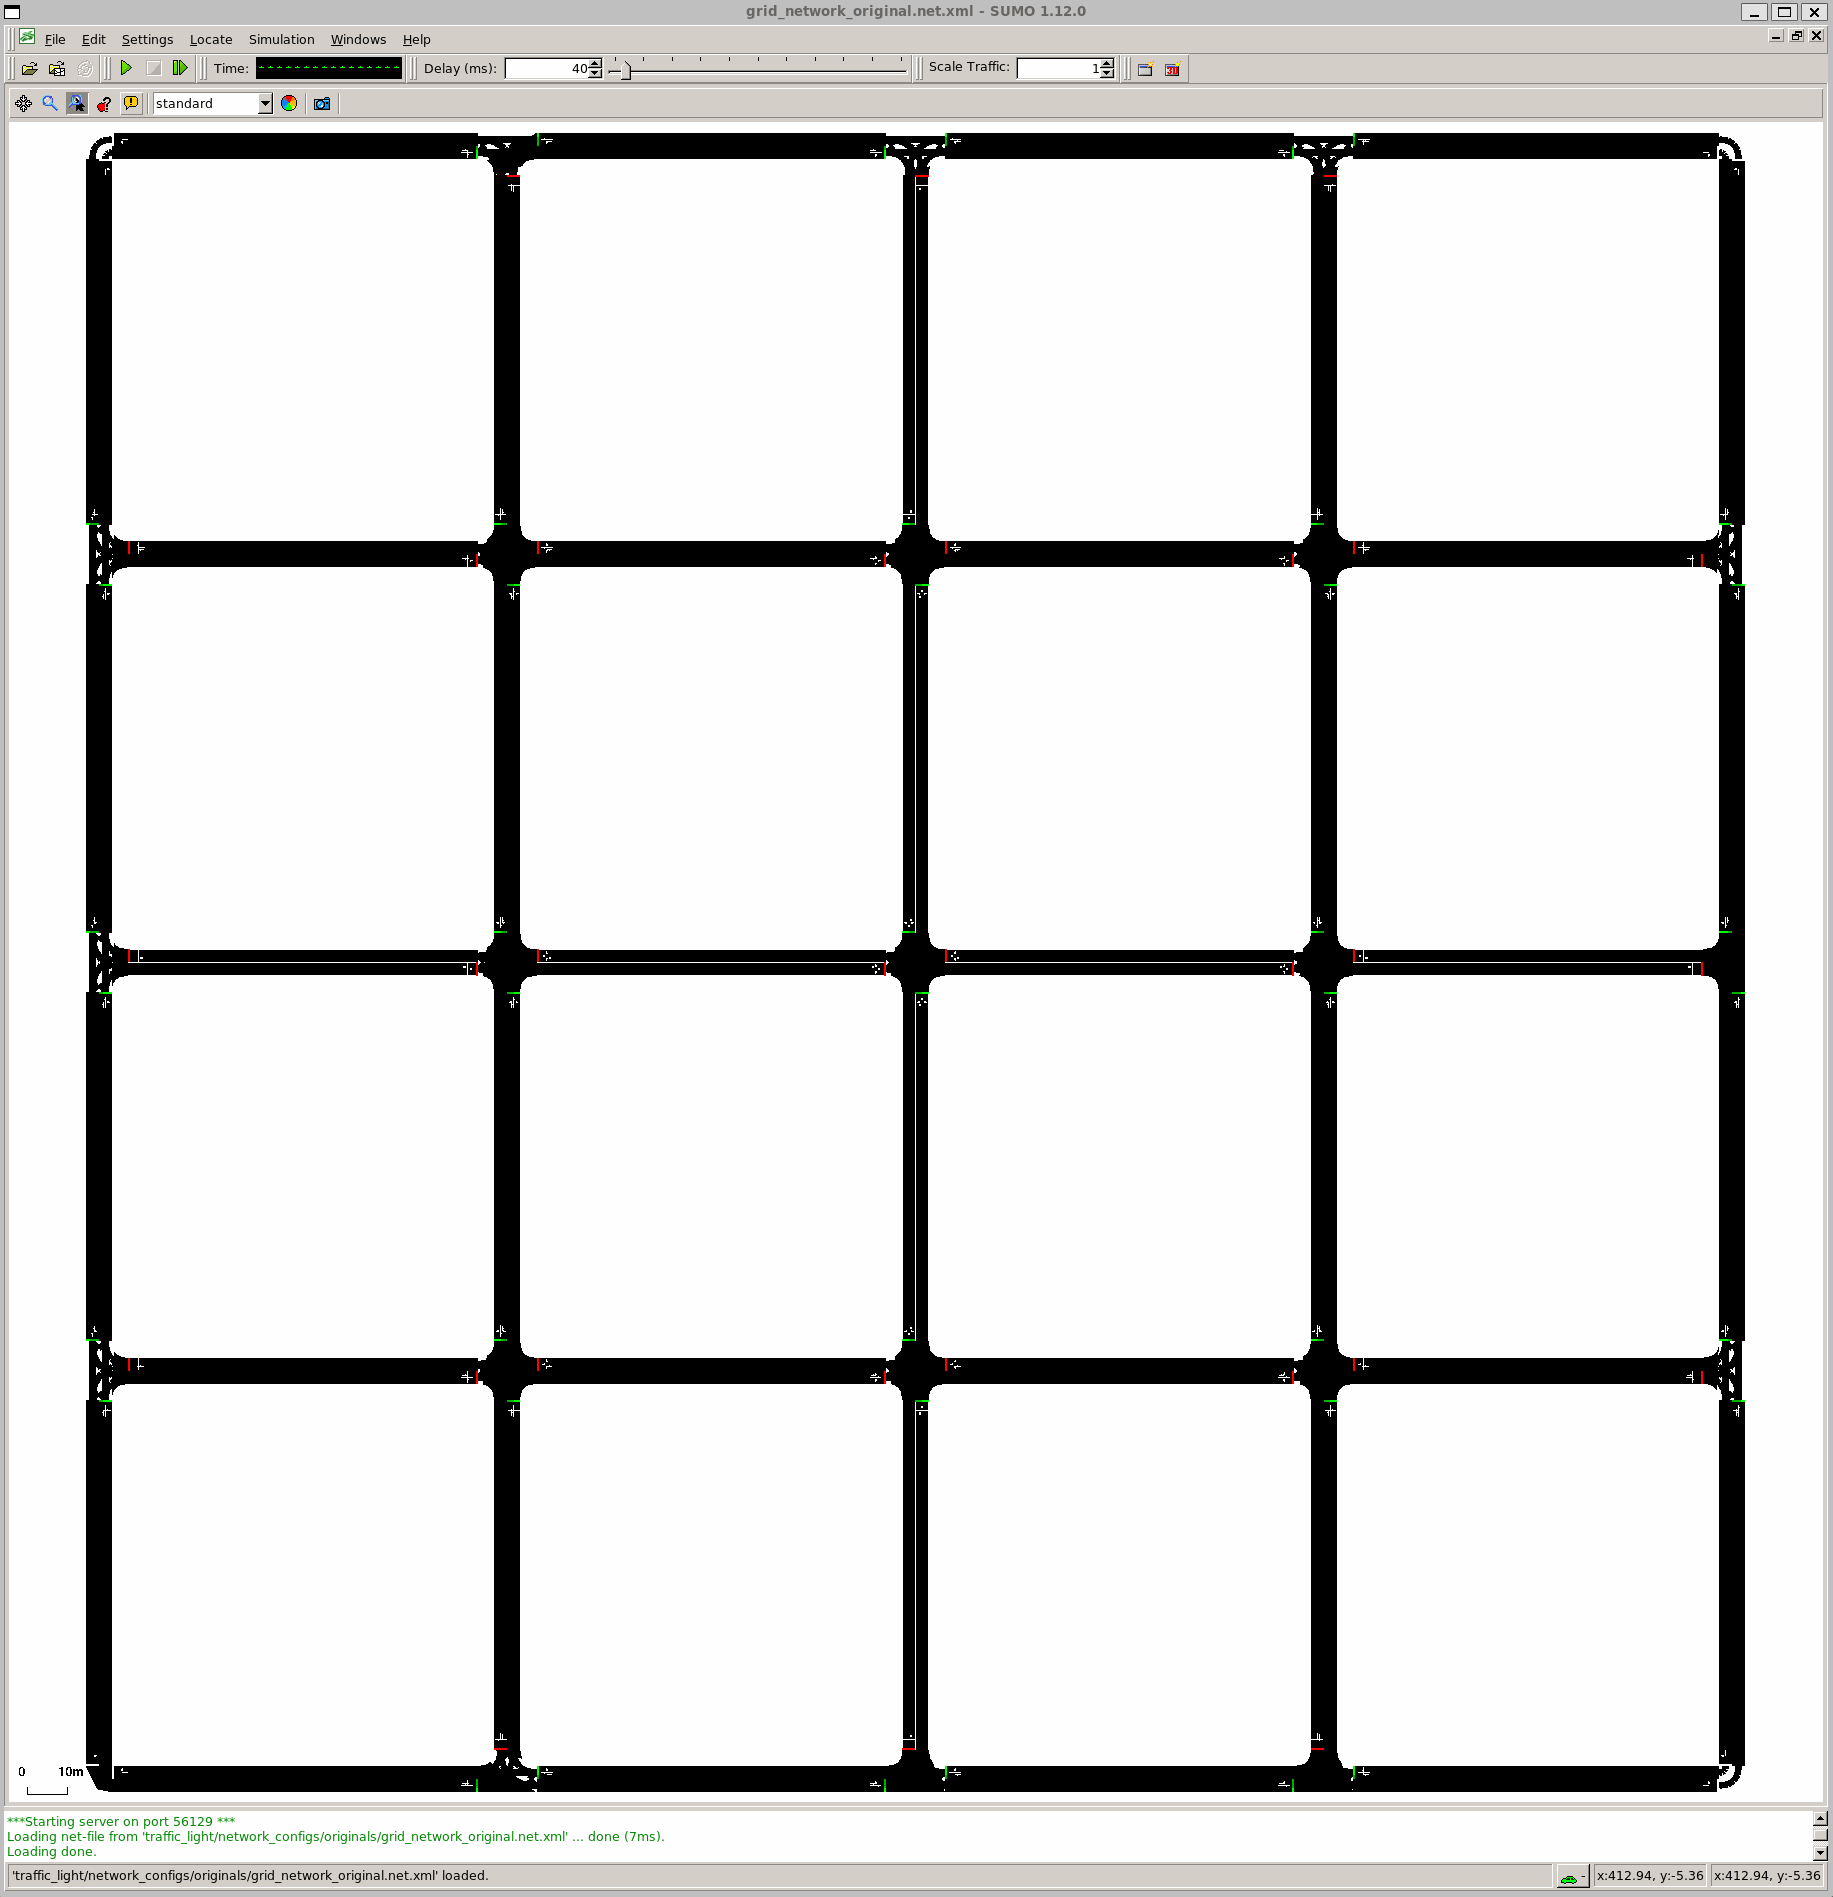 grid_network_original.net.xml - SUMO 1.12.0
File Edit Settings Locate Simulation Windows Help
Time: Delay (ms): 40 Scale Traffic: 1
standard
0 10m
***Starting server on port 56129 ***
Loading net-file from 'traffic_light/network_configs/originals/grid_network_original.net.xml' ... done (7ms).
Loading done.
'traffic_light/network_configs/originals/grid_network_original.net.xml' loaded. - x:412.94, y:-5.36 x:412.94, y:-5.36